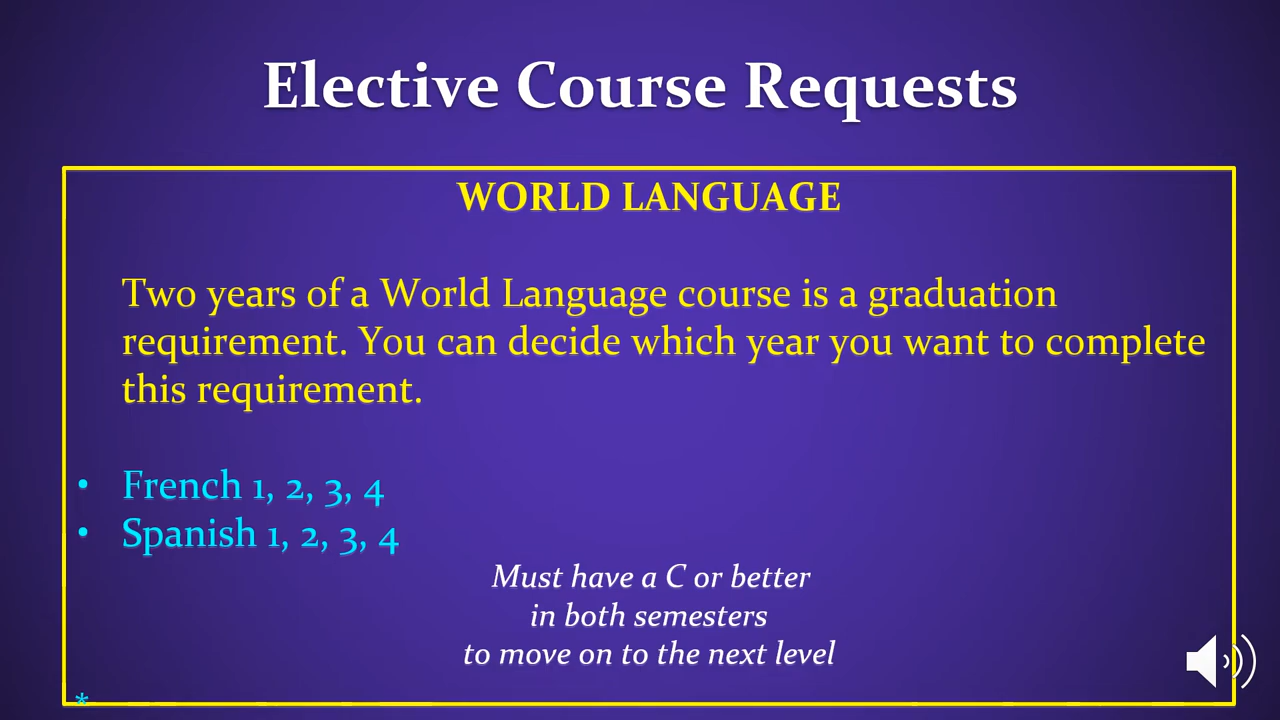 Elective Course Requests
WORLD LANGUAGE
Two years of a World Language course is a graduation
requirement. You can decide which year you want to complete
this requirement.
• French 1, 2, 3, 4
• Spanish 1, 2, 3, 4
Must have a C or better
in both semesters
to move on to the next level
*